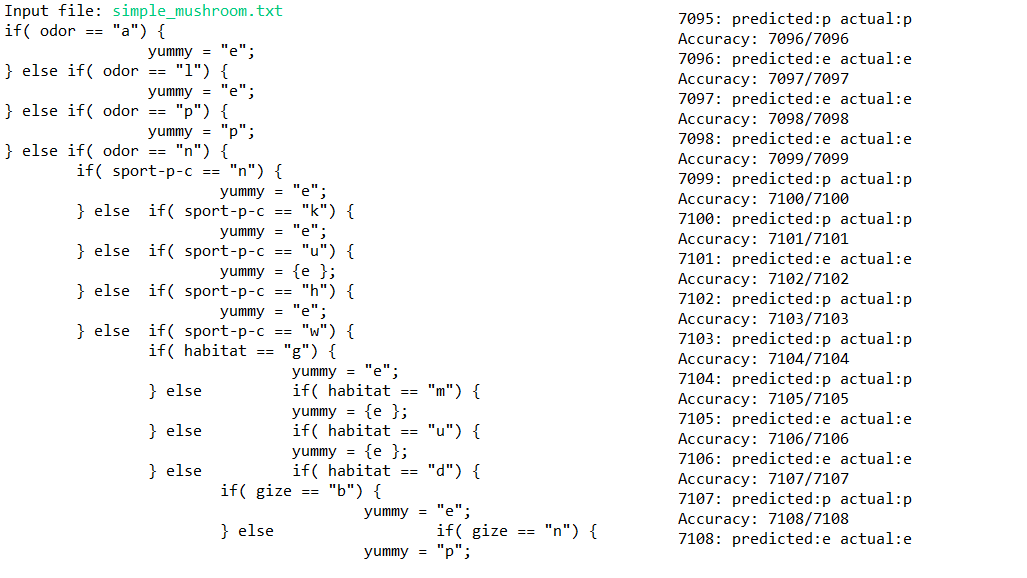 Input file: simple_mushroom.txt
if( odor == "a") {
yummy = "e";
} else if( odor == "l") {
yummy = "e";
} else if( odor == "p") {
yummy = "p";
} else if( odor == "n") {
if( sport-p-c == "n") {
yummy = "e";
} else  if( sport-p-c == "k") {
yummy = "e";
} else  if( sport-p-c == "u") {
yummy = {e };
} else  if( sport-p-c == "h") {
yummy = "e";
} else  if( sport-p-c == "w") {
if( habitat == "g") {
yummy = "e";
} else          if( habitat == "m") {
yummy = {e };
} else          if( habitat == "u") {
yummy = {e };
} else          if( habitat == "d") {
if( gize == "b") {
yummy = "e";
} else                  if( gize == "n") {
yummy = "p";
7095: predicted:p actual:p
Accuracy: 7096/7096
7096: predicted:e actual:e
Accuracy: 7097/7097
7097: predicted:e actual:e
Accuracy: 7098/7098
7098: predicted:e actual:e
Accuracy: 7099/7099
7099: predicted:p actual:p
Accuracy: 7100/7100
7100: predicted:p actual:p
Accuracy: 7101/7101
7101: predicted:e actual:e
Accuracy: 7102/7102
7102: predicted:p actual:p
Accuracy: 7103/7103
7103: predicted:p actual:p
Accuracy: 7104/7104
7104: predicted:p actual:p
Accuracy: 7105/7105
7105: predicted:e actual:e
Accuracy: 7106/7106
7106: predicted:e actual:e
Accuracy: 7107/7107
7107: predicted:p actual:p
Accuracy: 7108/7108
7108: predicted:e actual:e